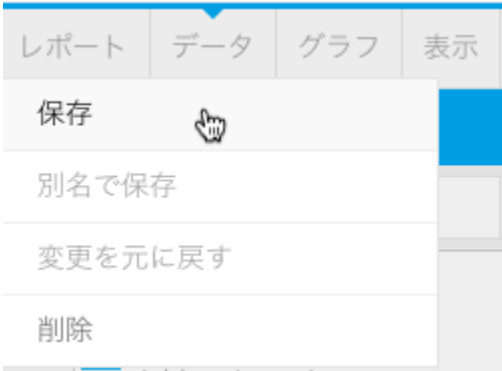 レポート データ グラフ 表示
保存
別名で保存
変更を元に戻す
削除